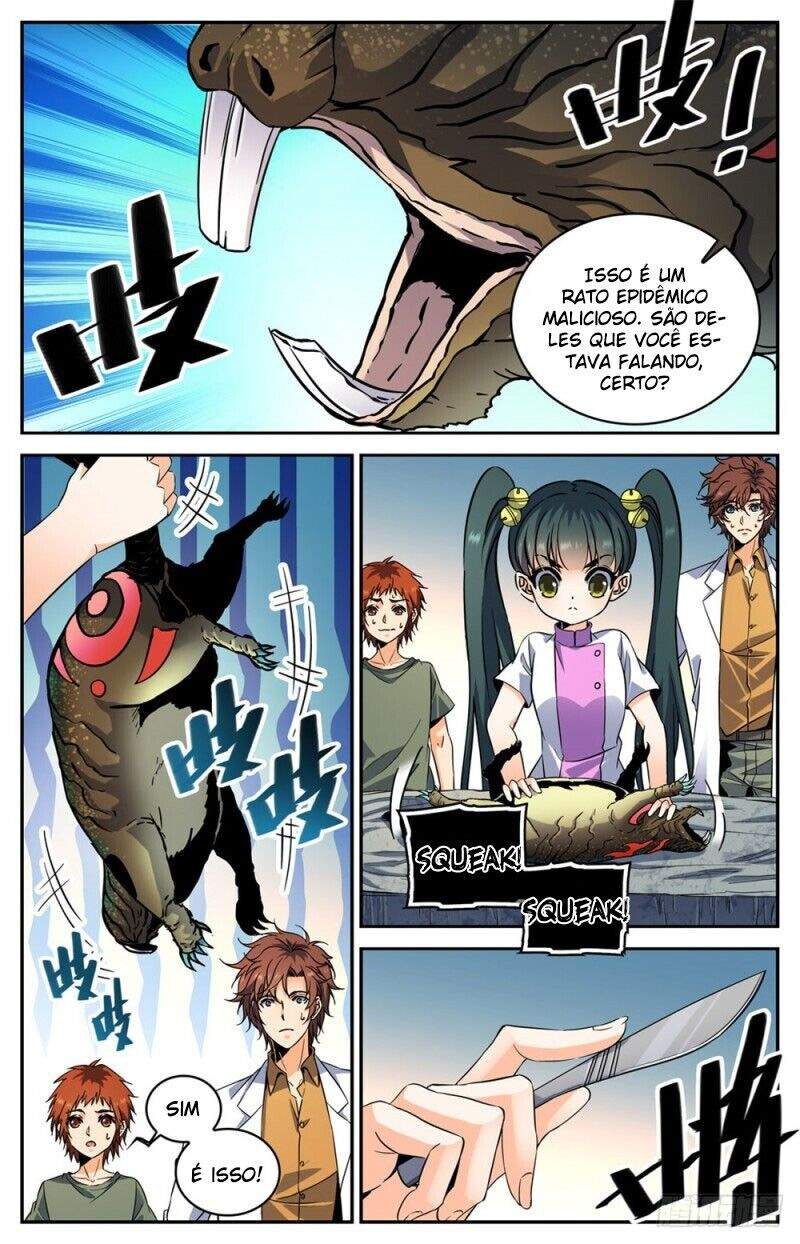 吱！
吱
ISSO É UM
RATO EPIDÊMICO
MALICIOSO. SÃO DE-
LES QUE VOCÊ ES-
TAVA FALANDO,
CERTO?
吱
吱
吱
吱
SIM
É ISSO!
SQUEAK!
SQUEAK!